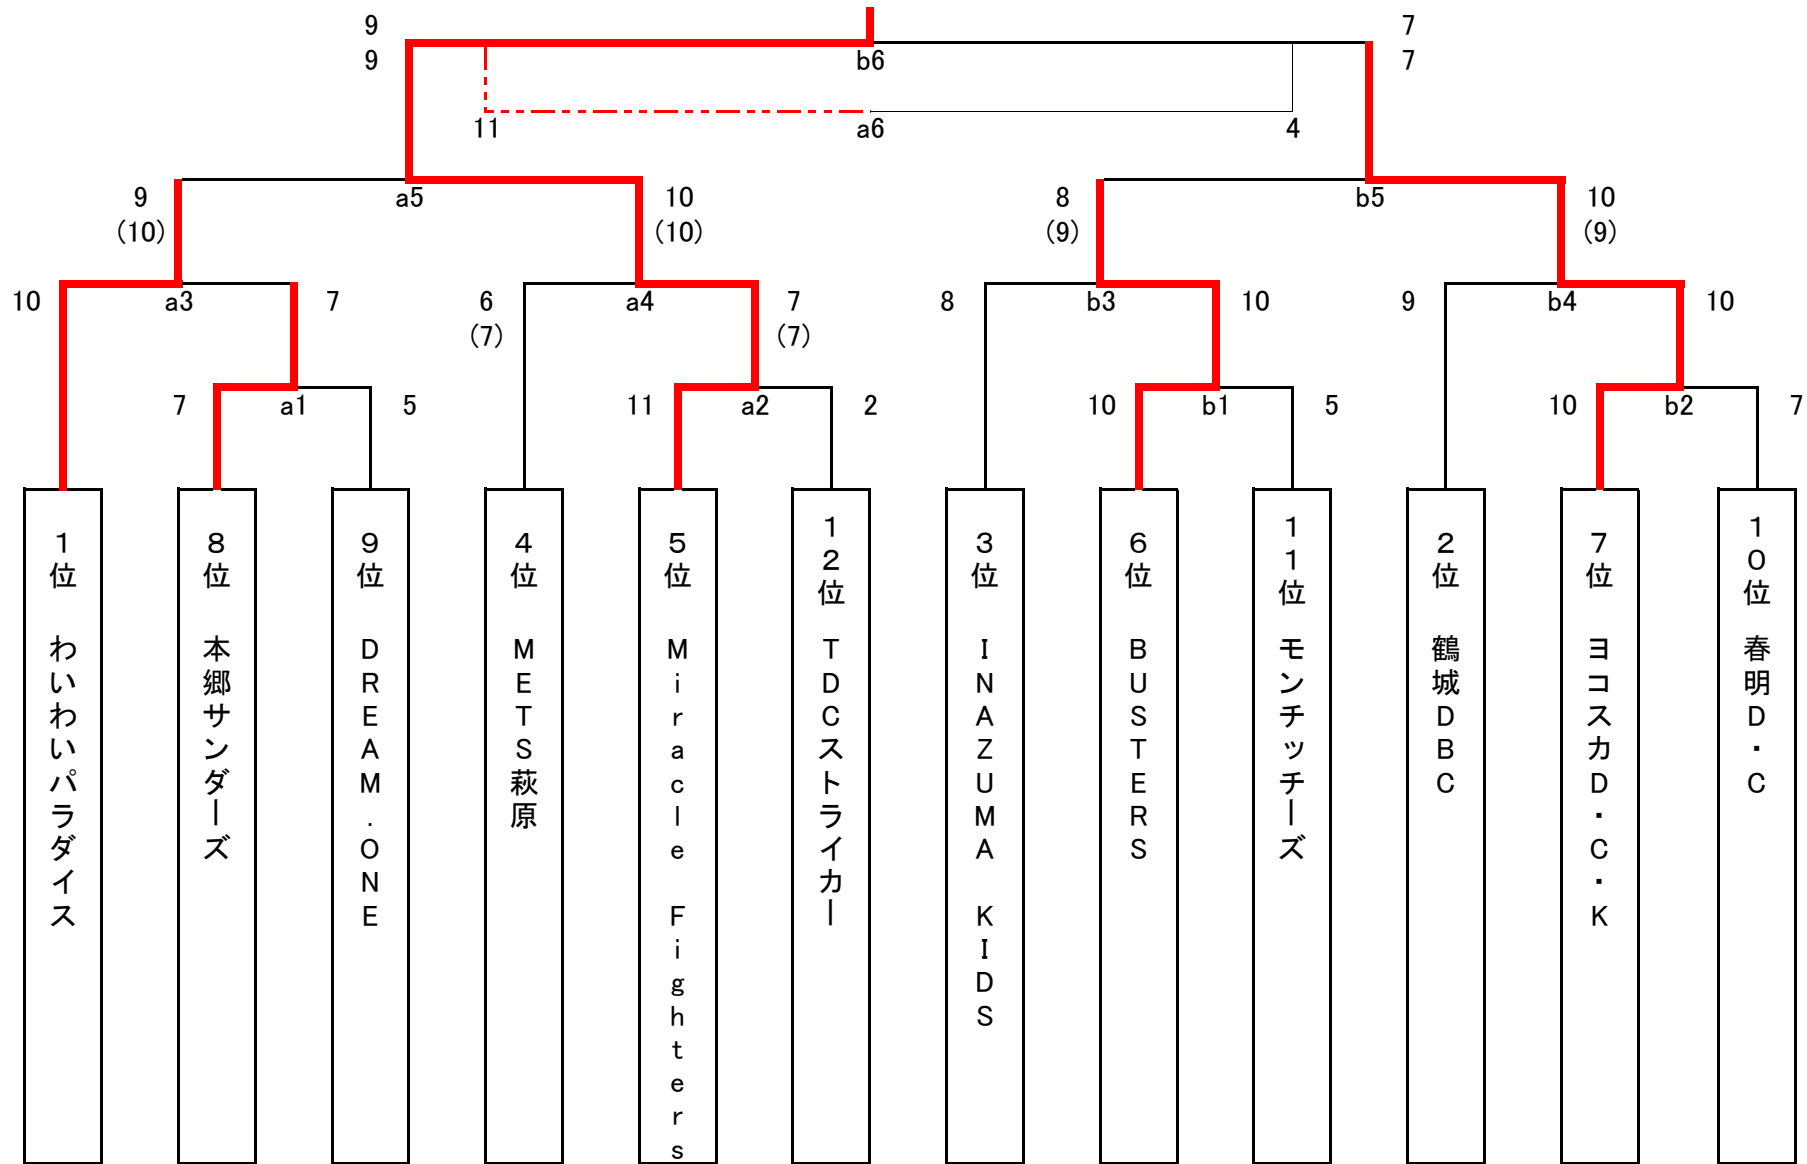 9 7
9 b6 7
11 a6 4
9 a5 10 8 b5 10
(10) (10) (9) (9)
10 a3 7 6 a4 7 8 b3 10 9 b4 10
(7) (7)
7 a1 5 11 a2 2 10 b1 5 10 b2 7
1位 わいわいパラダイス
8位 本郷サンダーズ
9位 DREAM.ONE
4位 METS萩原
5位 Miracle Fighters
12位 TDCストライカー
3位 INAZUMA KIDS
6位 BUSTERS
11位 モンチッチーズ
2位 鶴城DBC
7位 ヨコスカD・C・K
10位 春明D・C